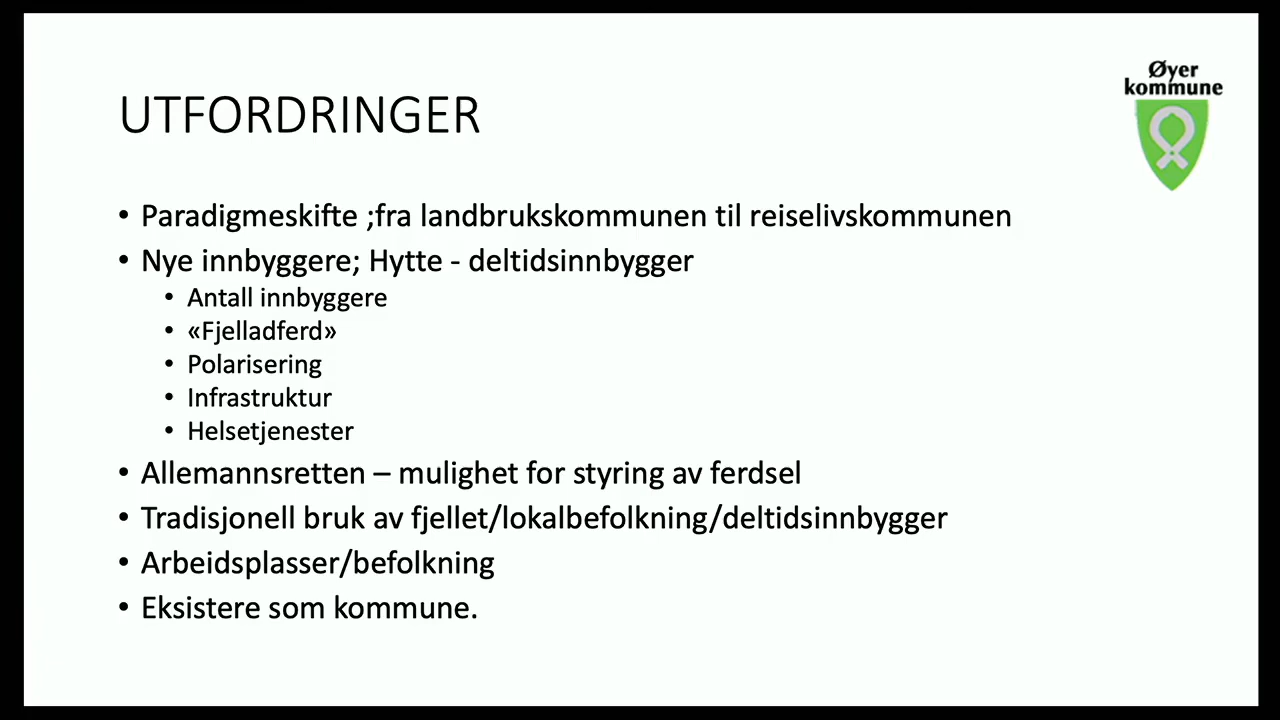 Øyer
kommune
UTFORDRINGER
• Paradigmeskifte ;fra landbrukskommunen til reiselivskommunen
• Nye innbyggere; Hytte - deltidsinnbygger
• Antall innbyggere
• «Fjelladferd»
• Polarisering
• Infrastruktur
• Helsetjenester
• Allemannsretten – mulighet for styring av ferdsel
• Tradisjonell bruk av fjellet/lokalbefolkning/deltidsinnbygger
• Arbeidsplasser/befolkning
• Eksistere som kommune.